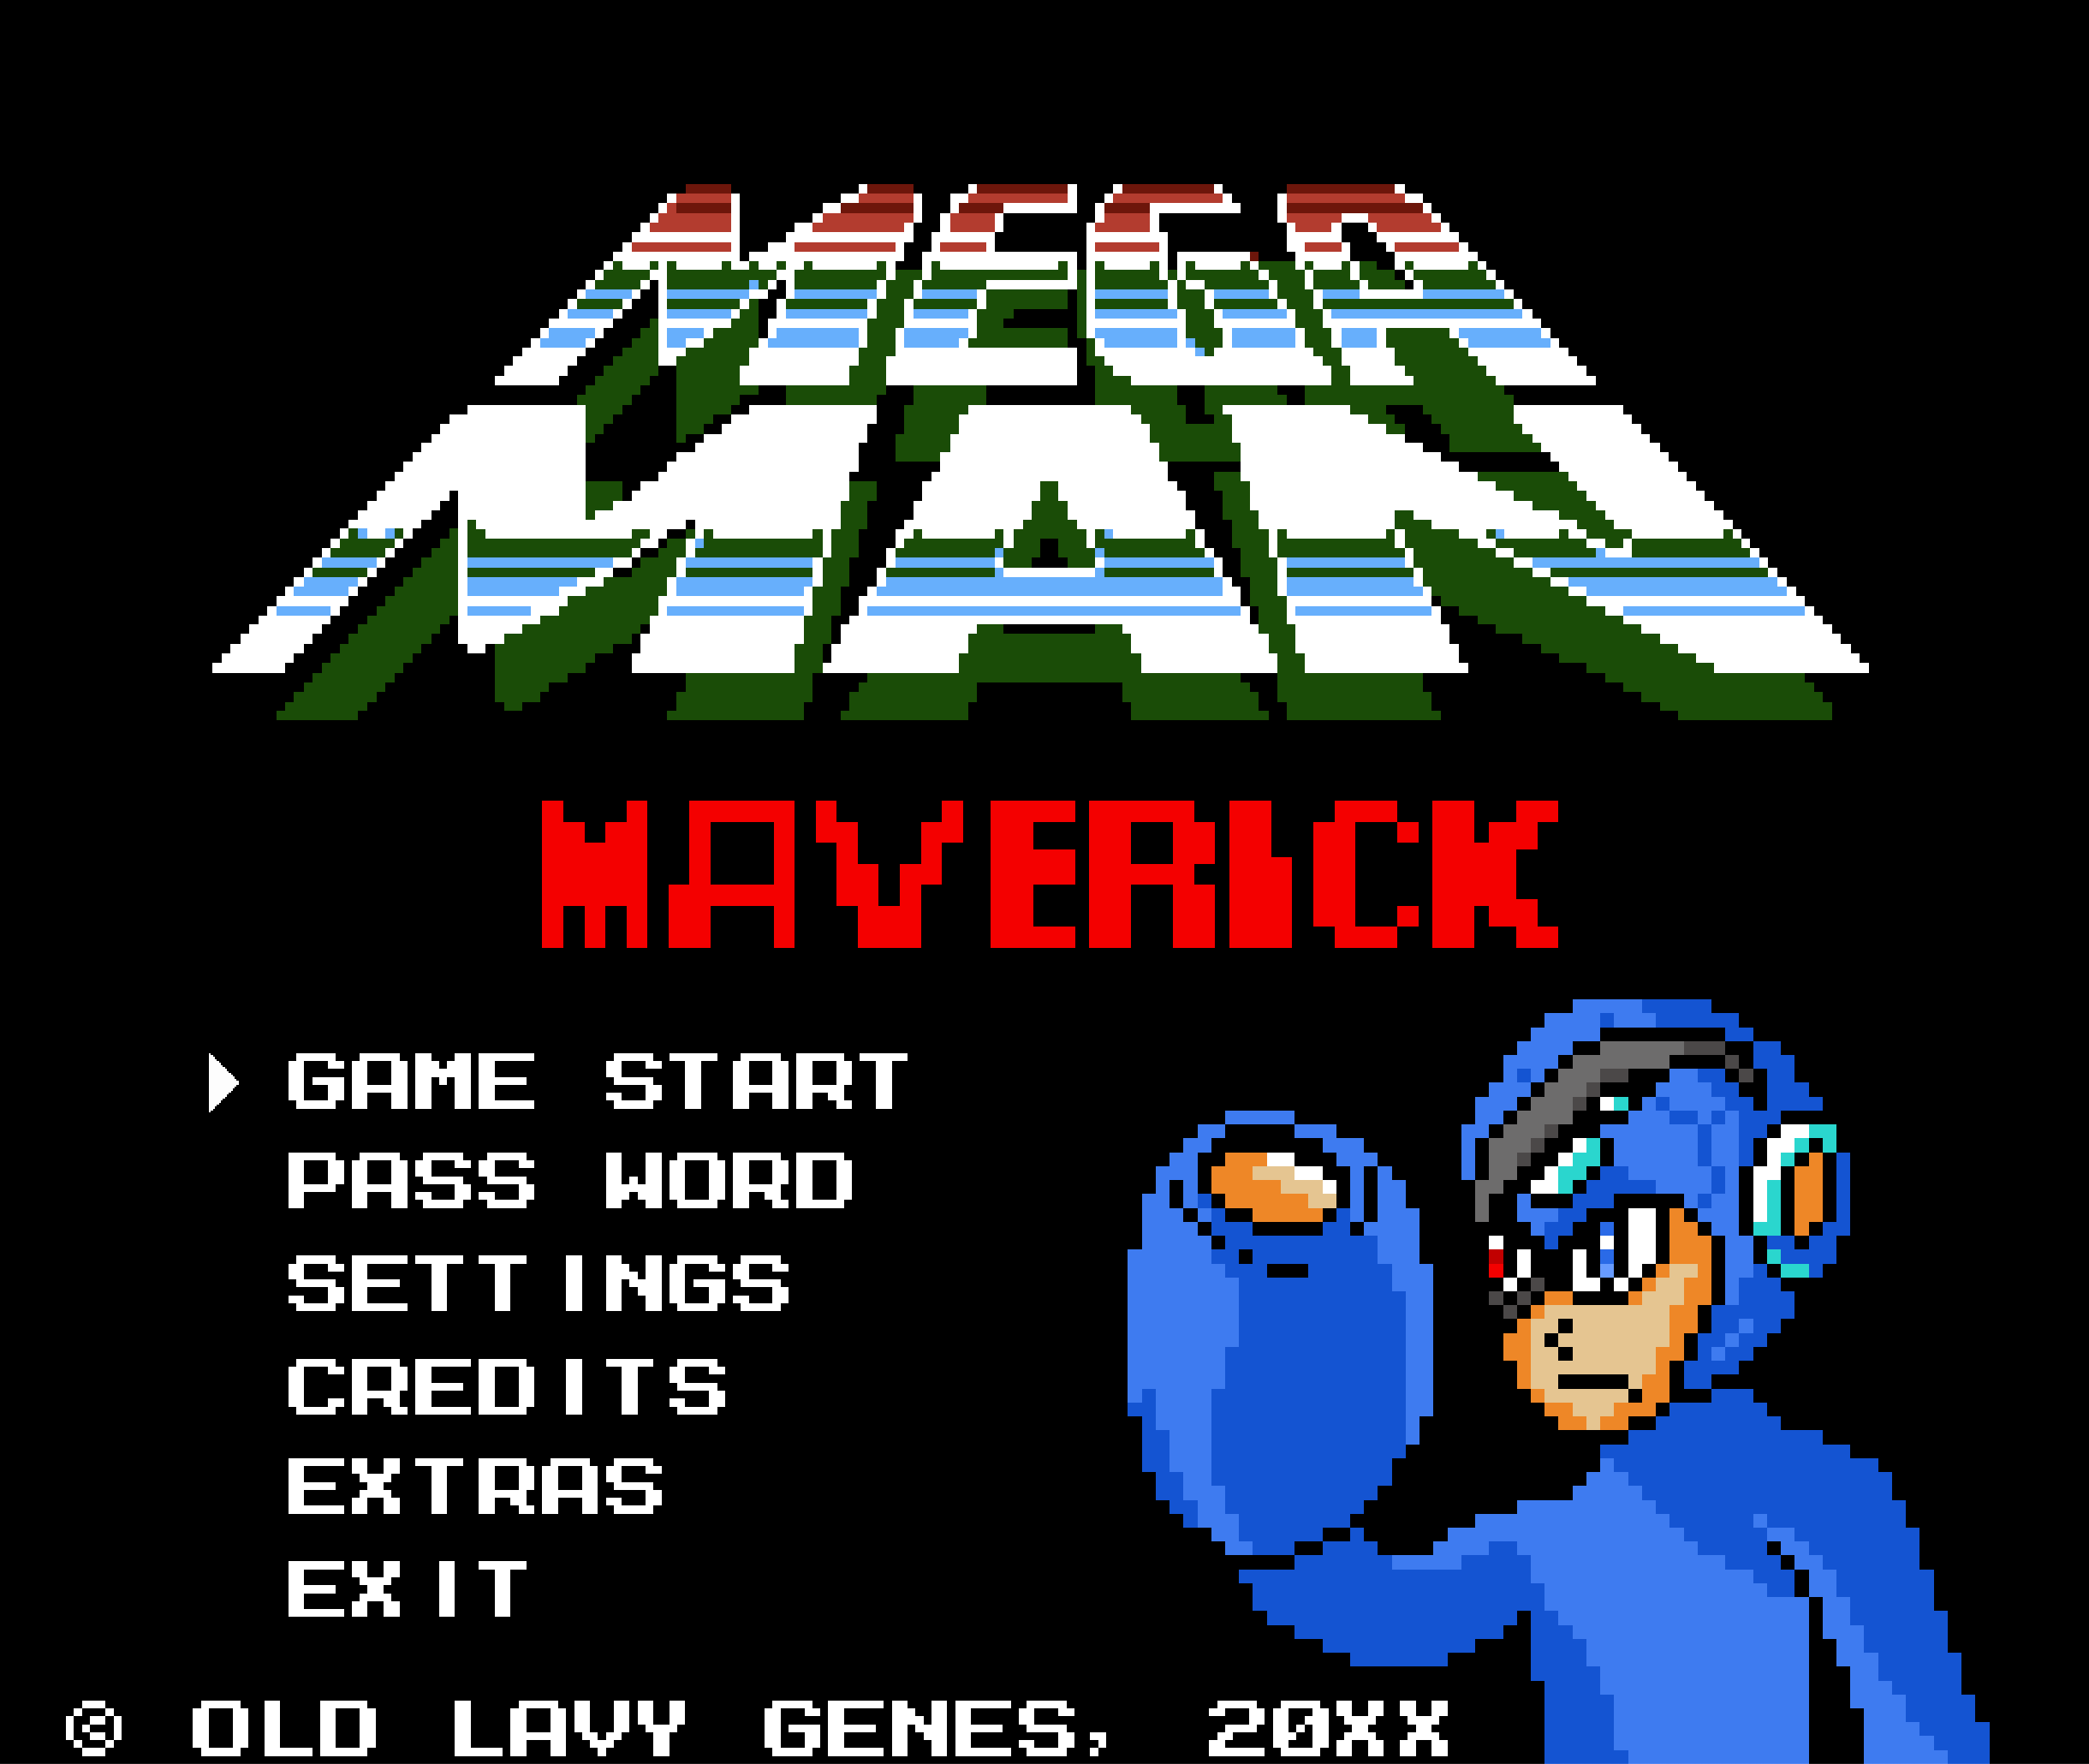 MEGA
MAN
MAVERICK
GAME START
PASS WORD
SETTINGS
CREDITS
EXTRAS
EXIT
© OLD LAVY GENES, 20XX